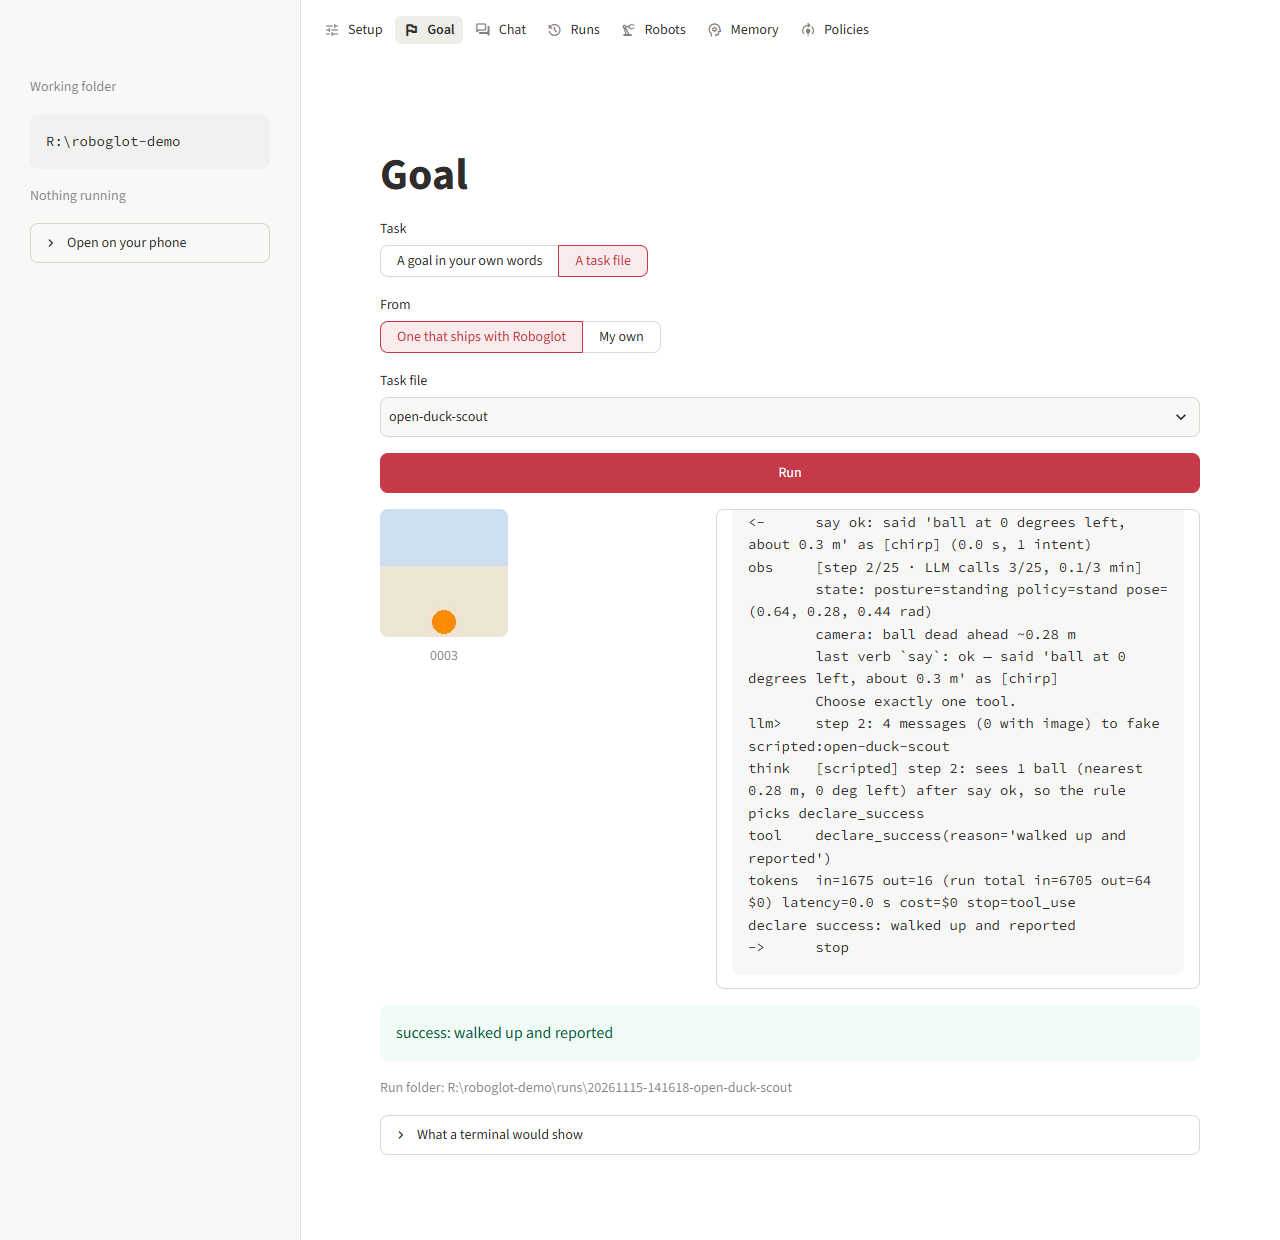 Setup
Goal
Chat
Runs
Robots
Memory
Policies
Working folder
R:\roboglot-demo
Nothing running
Open on your phone
Goal
Task
A goal in your own words
A task file
From
One that ships with Roboglot
My own
Task file
open-duck-scout
Run
0003
<-      say ok: said 'ball at 0 degrees left,
about 0.3 m' as [chirp] (0.0 s, 1 intent)
obs     [step 2/25 · LLM calls 3/25, 0.1/3 min]
        state: posture=standing policy=stand pose=
(0.64, 0.28, 0.44 rad)
        camera: ball dead ahead ~0.28 m
        last verb `say`: ok — said 'ball at 0
degrees left, about 0.3 m' as [chirp]
        Choose exactly one tool.
llm>    step 2: 4 messages (0 with image) to fake
scripted:open-duck-scout
think   [scripted] step 2: sees 1 ball (nearest
0.28 m, 0 deg left) after say ok, so the rule
picks declare_success
tool    declare_success(reason='walked up and
reported')
tokens  in=1675 out=16 (run total in=6705 out=64
$0) latency=0.0 s cost=$0 stop=tool_use
declare success: walked up and reported
->      stop
success: walked up and reported
Run folder: R:\roboglot-demo\runs\20261115-141618-open-duck-scout
What a terminal would show